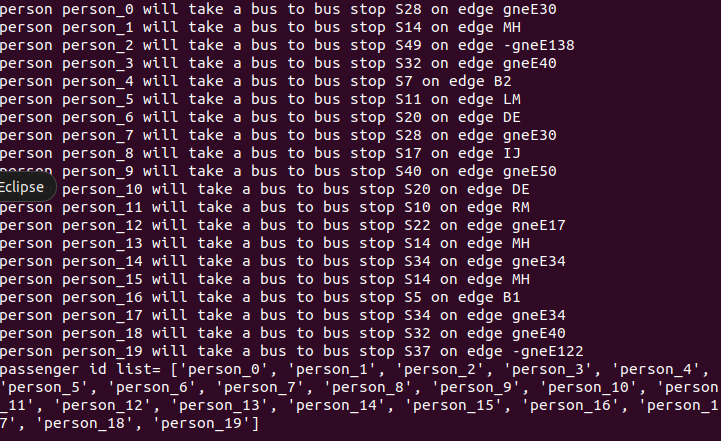 person person_0 will take a bus to bus stop S28 on edge gneE30
person person_1 will take a bus to bus stop S14 on edge MH
person person_2 will take a bus to bus stop S49 on edge -gneE138
person person_3 will take a bus to bus stop S32 on edge gneE40
person person_4 will take a bus to bus stop S7 on edge B2
person person_5 will take a bus to bus stop S11 on edge LM
person person_6 will take a bus to bus stop S20 on edge DE
person person_7 will take a bus to bus stop S28 on edge gneE30
person person_8 will take a bus to bus stop S17 on edge IJ
person person_9 will take a bus to bus stop S40 on edge gneE50
Eclipse person_10 will take a bus to bus stop S20 on edge DE
person person_11 will take a bus to bus stop S10 on edge RM
person person_12 will take a bus to bus stop S22 on edge gneE17
person person_13 will take a bus to bus stop S14 on edge MH
person person_14 will take a bus to bus stop S34 on edge gneE34
person person_15 will take a bus to bus stop S14 on edge MH
person person_16 will take a bus to bus stop S5 on edge B1
person person_17 will take a bus to bus stop S34 on edge gneE34
person person_18 will take a bus to bus stop S32 on edge gneE40
person person_19 will take a bus to bus stop S37 on edge -gneE122
passenger id list= ['person_0', 'person_1', 'person_2', 'person_3', 'person_4',
'person_5', 'person_6', 'person_7', 'person_8', 'person_9', 'person_10', 'person
_11', 'person_12', 'person_13', 'person_14', 'person_15', 'person_16', 'person_1
7', 'person_18', 'person_19']